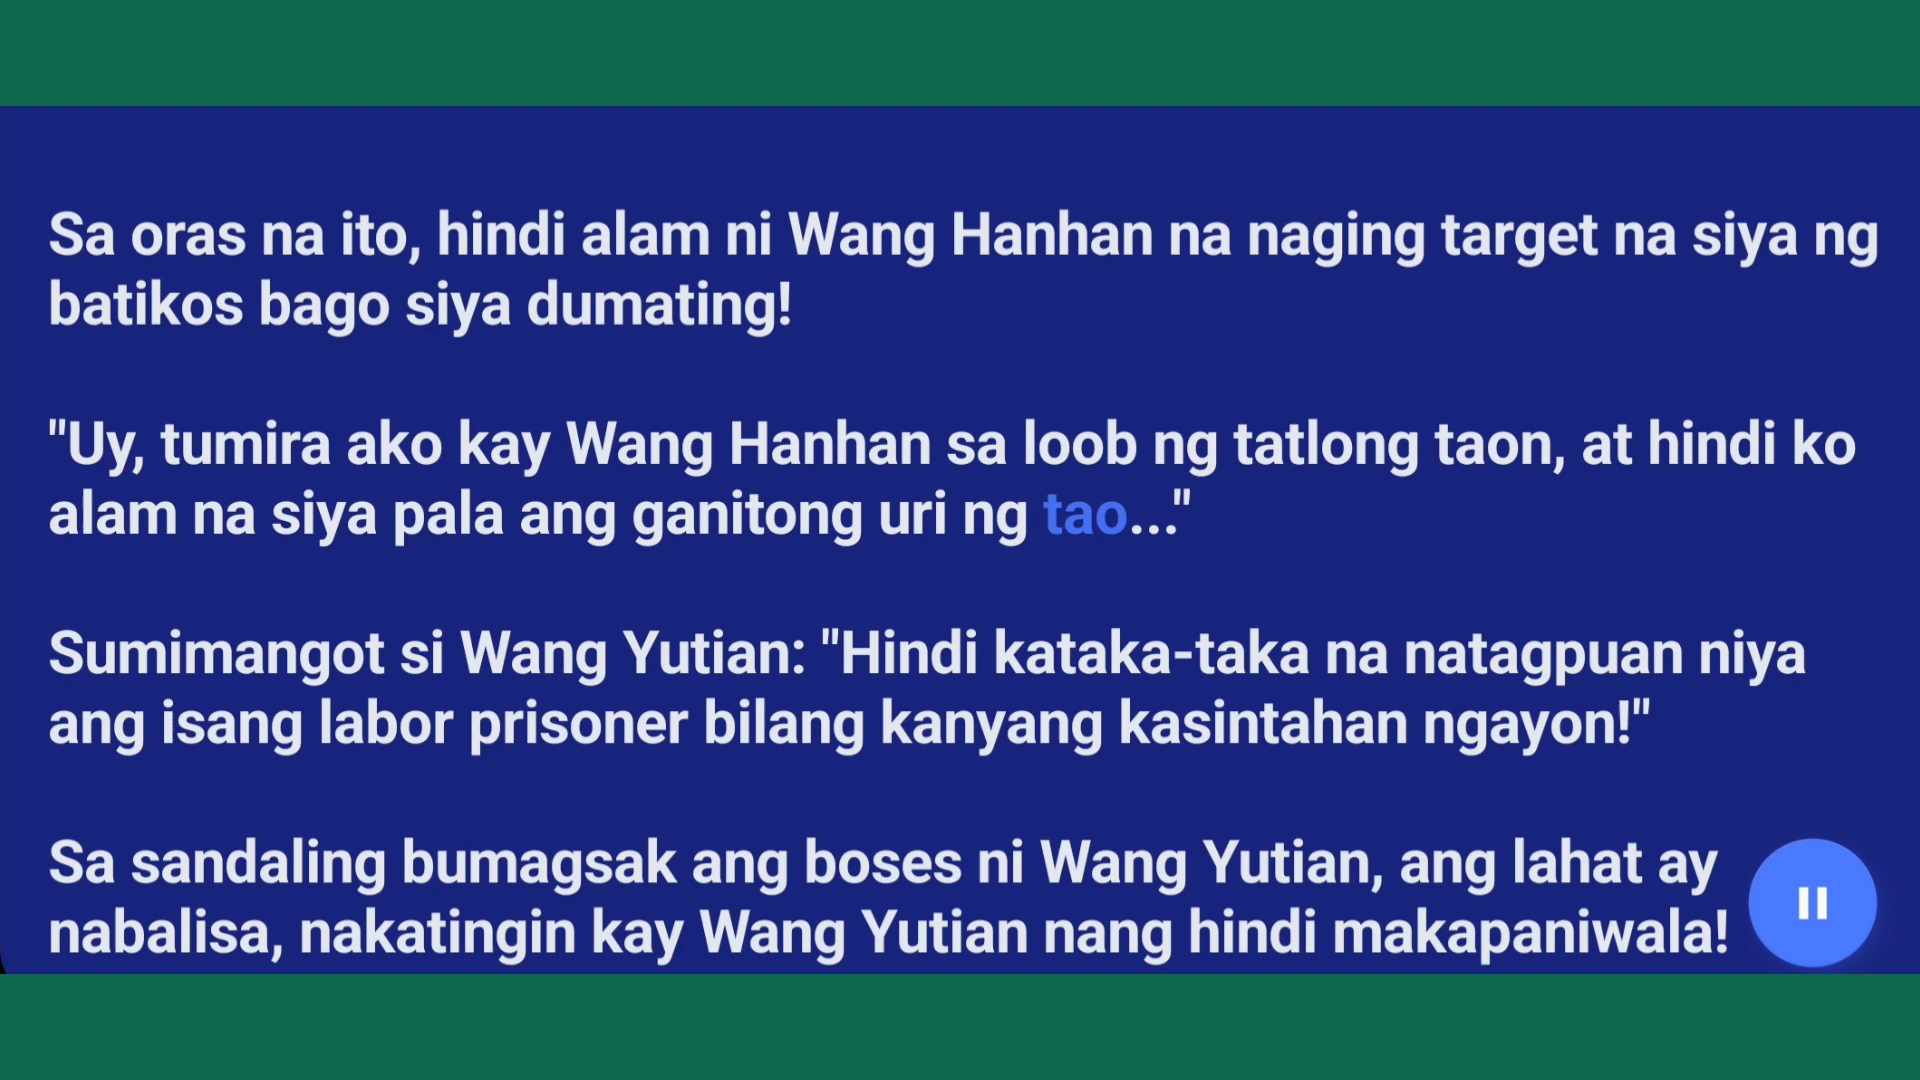 Sa oras na ito, hindi alam ni Wang Hanhan na naging target na siya ng
batikos bago siya dumating!
"Uy, tumira ako kay Wang Hanhan sa loob ng tatlong taon, at hindi ko
alam na siya pala ang ganitong uri ng tao..."
Sumimangot si Wang Yutian: "Hindi kataka-taka na natagpuan niya
ang isang labor prisoner bilang kanyang kasintahan ngayon!"
Sa sandaling bumagsak ang boses ni Wang Yutian, ang lahat ay
nabalisa, nakatingin kay Wang Yutian nang hindi makapaniwala!